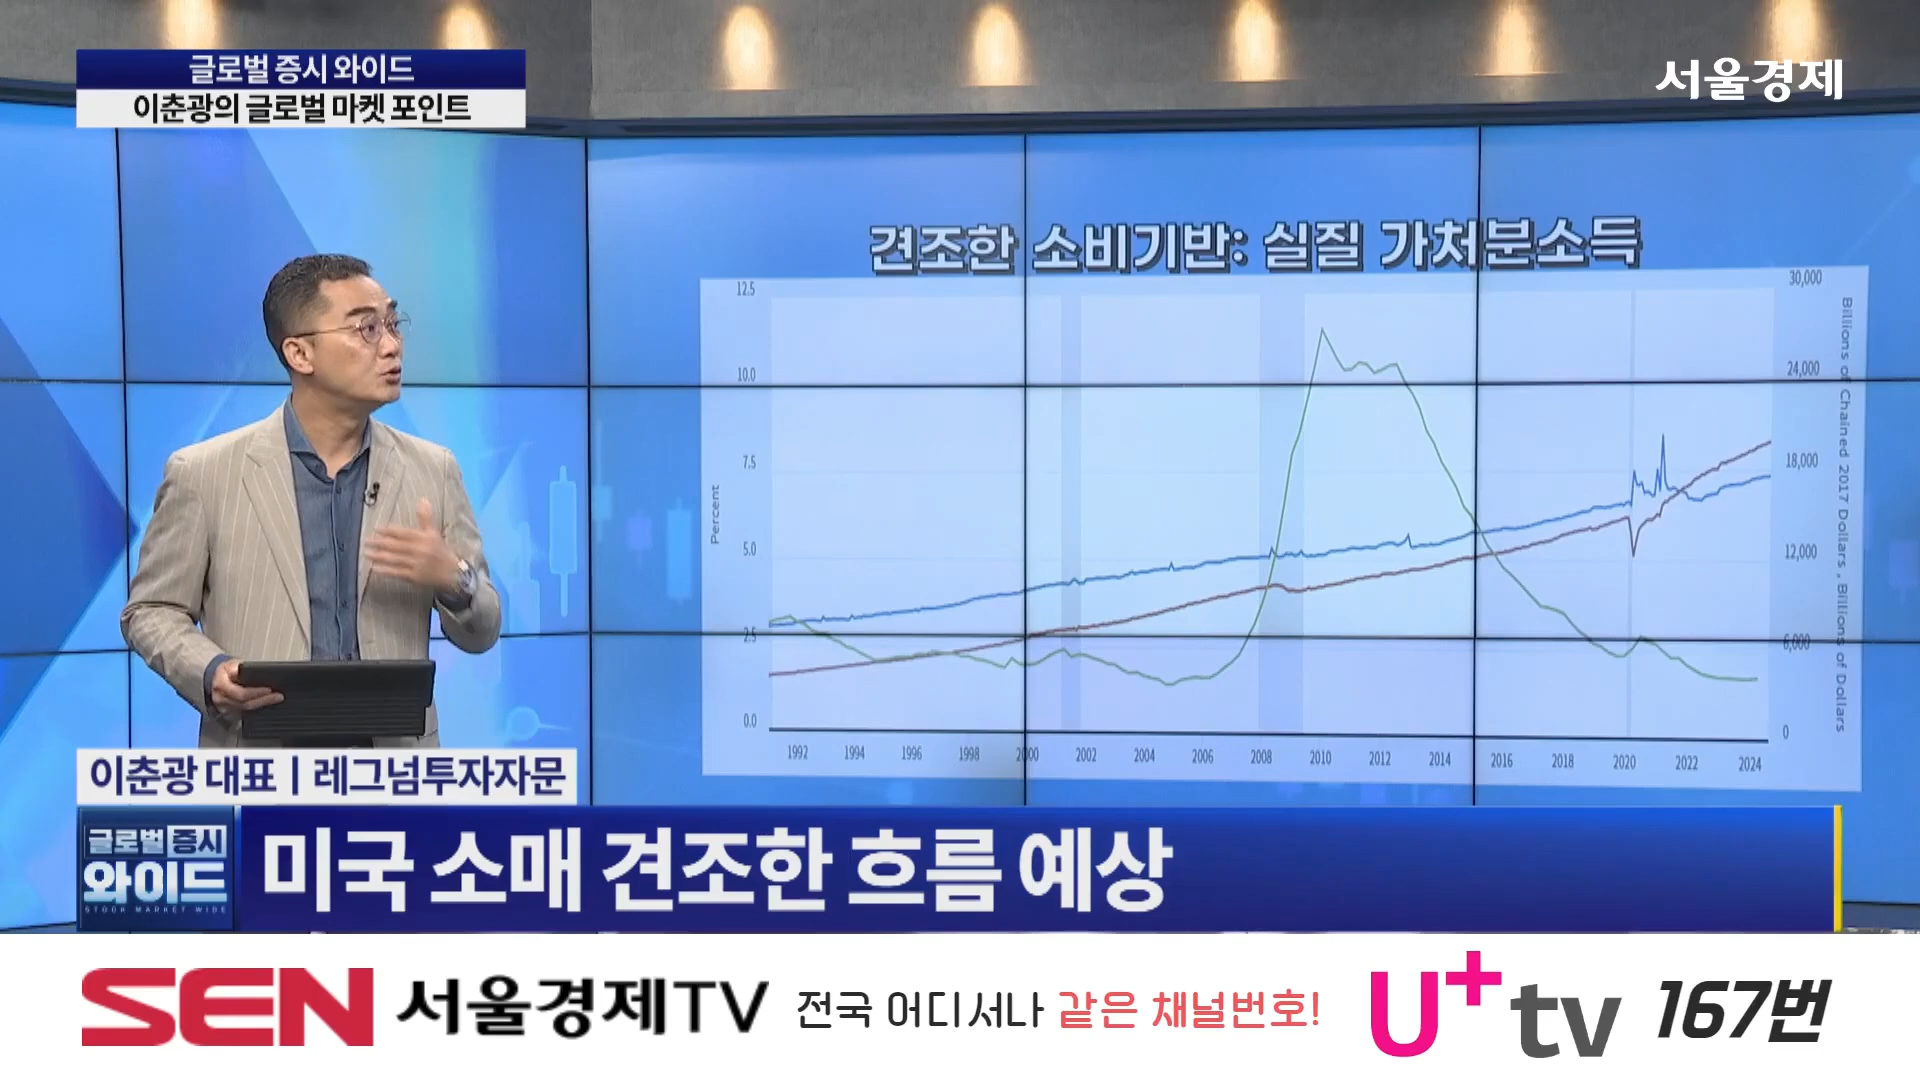 글로벌 증시 와이드
이춘광의 글로벌 마켓 포인트
서울경제
견조한 소비기반: 실질 가처분소득
12.5
10.0
7.5
5.0
2.5
0.0
Percent
30,000
24,000
18,000
12,000
6,000
0
Billions of Chained 2017 Dollars , Billions of Dollars
1992 1994 1996 1998 2000 2002 2004 2006 2008 2010 2012 2014 2016 2018 2020 2022 2024
이춘광 대표 | 레그넘투자자문
글로벌 증시
와이드
STOCK MARKET WIDE
미국 소매 견조한 흐름 예상
SEN 서울경제TV 전국 어디서나 같은 채널번호! U+tv 167번